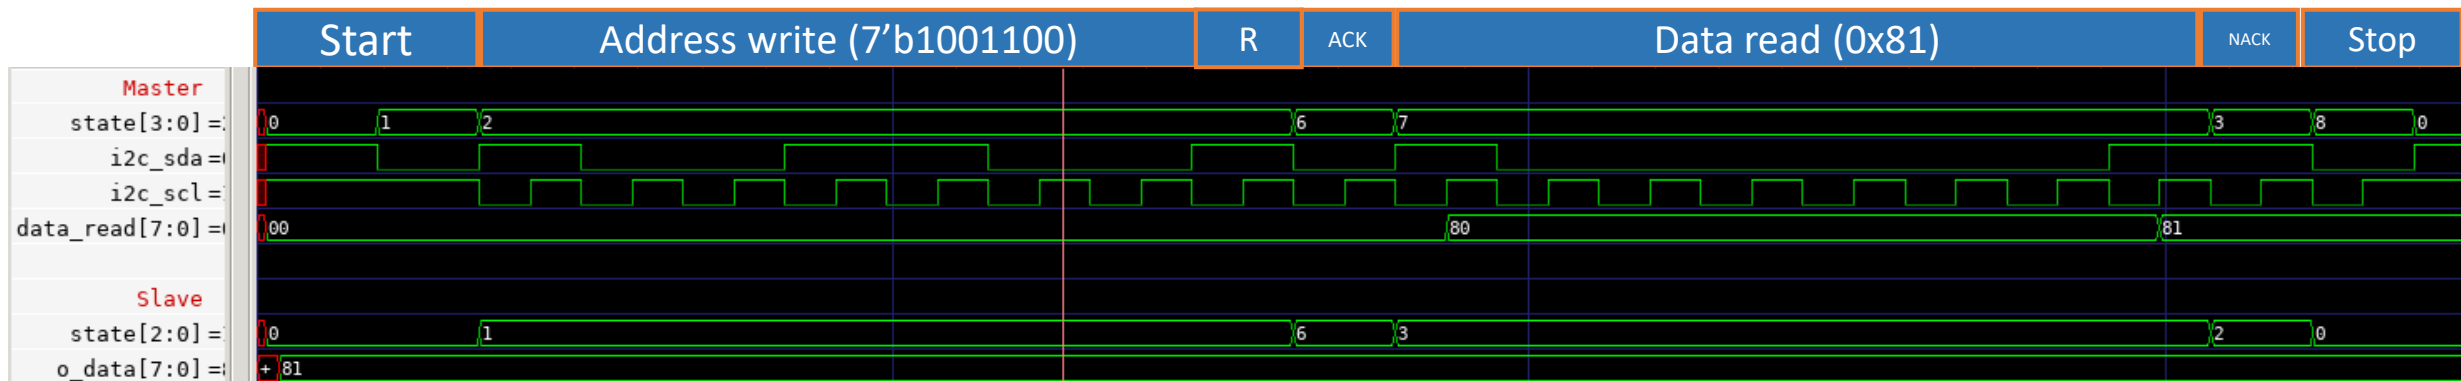 Start Address write (7’b1001100) R ACK Data read (0x81) NACK Stop
Master
state[3:0] = 0 1 2 6 7 3 8 0
i2c_sda =
i2c_scl =
data_read[7:0] = 00 80 81
Slave
state[2:0] = 0 1 6 3 2 0
o_data[7:0] = + 81